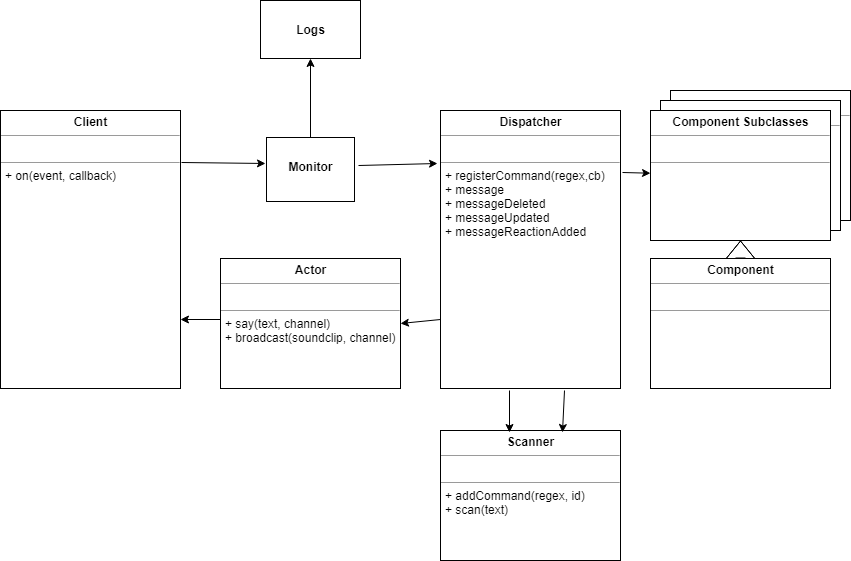 Logs
Client
+ on(event, callback)
Monitor
Dispatcher
+ registerCommand(regex,cb)
+ message
+ messageDeleted
+ messageUpdated
+ messageReactionAdded
Component Subclasses
Actor
+ say(text, channel)
+ broadcast(soundclip, channel)
Component
Scanner
+ addCommand(regex, id)
+ scan(text)